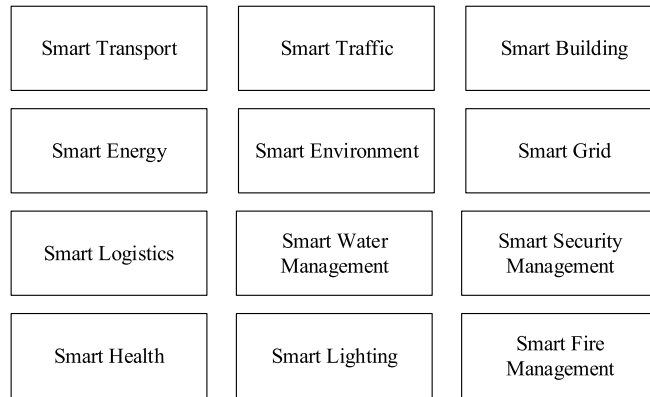 Smart Transport
Smart Traffic
Smart Building
Smart Energy
Smart Environment
Smart Grid
Smart Logistics
Smart Water
Management
Smart Security
Management
Smart Health
Smart Lighting
Smart Fire
Management